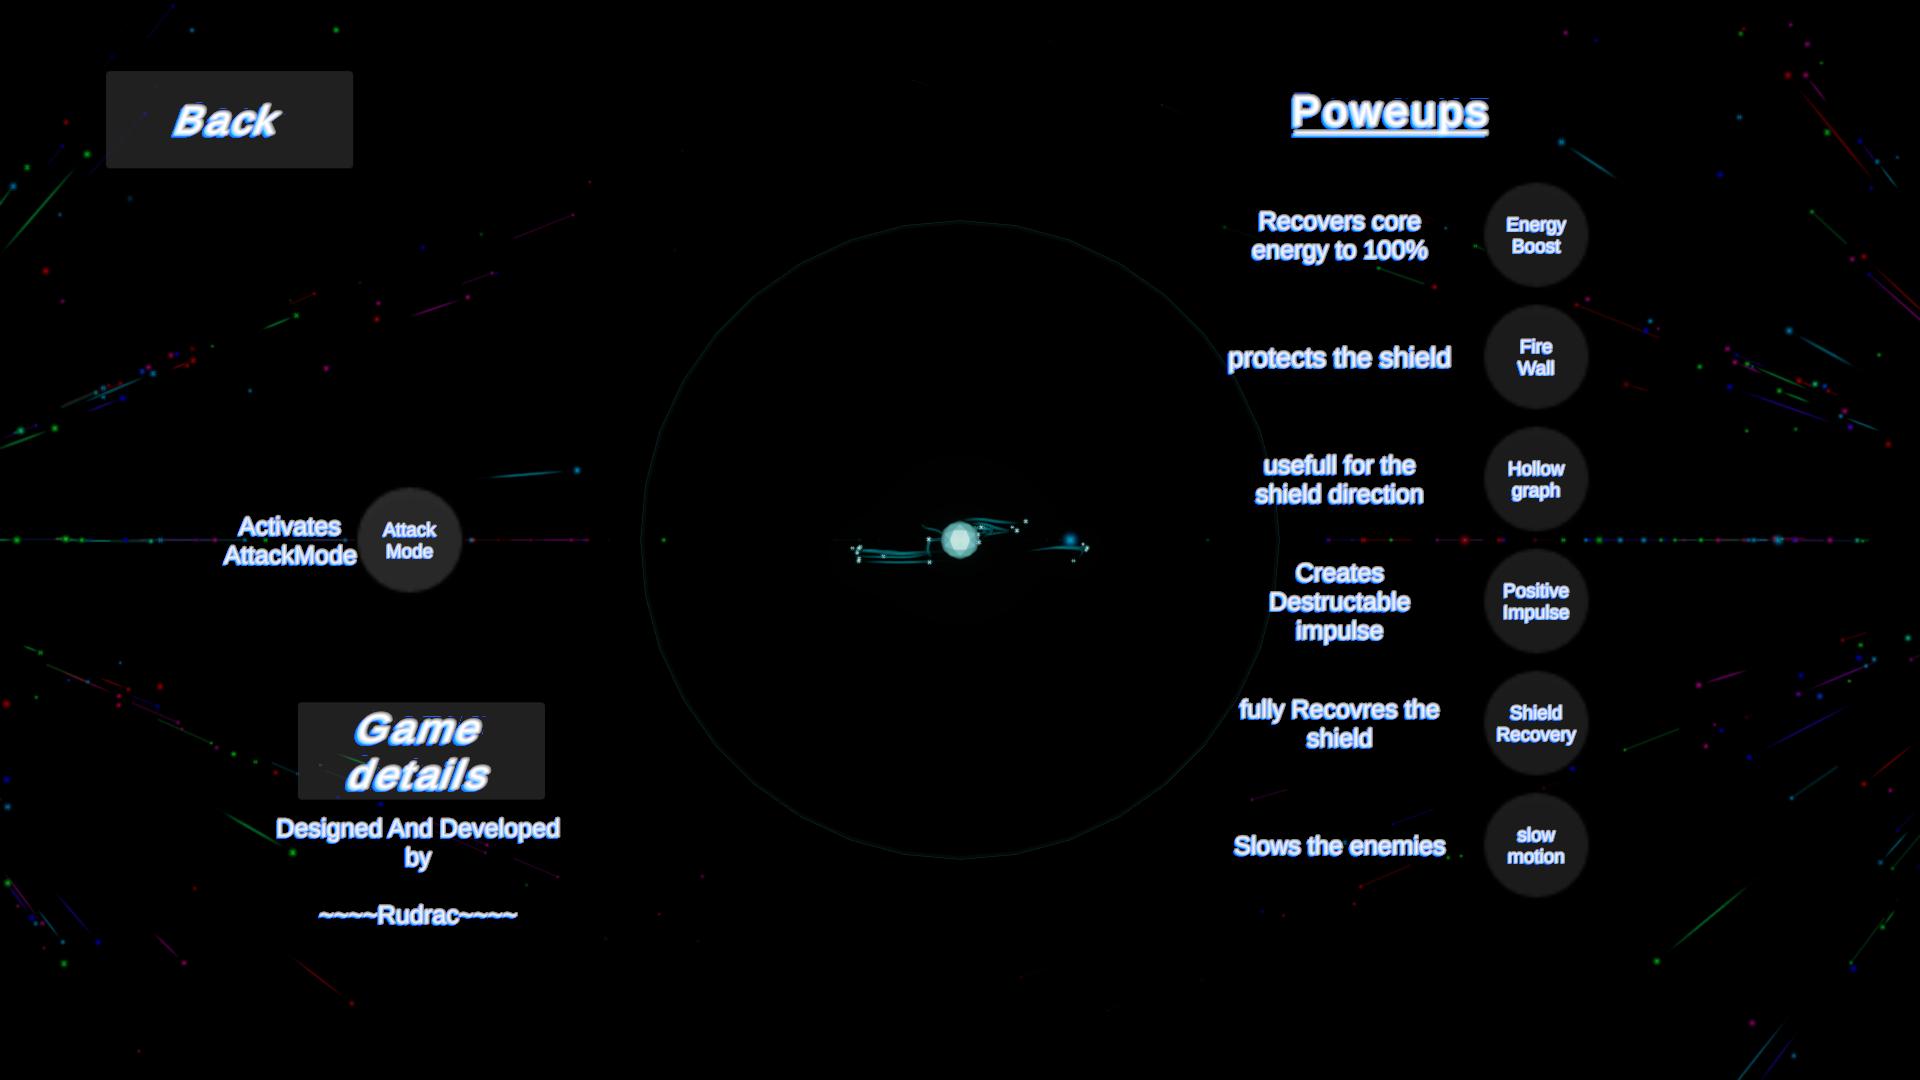 Back
Poweups
Recovers core
energy to 100%
Energy
Boost
protects the shield
Fire
Wall
usefull for the
shield direction
Hollow
graph
Activates
AttackMode
Attack
Mode
Creates
Destructable
impulse
Positive
Impulse
fully Recovres the
shield
Shield
Recovery
Slows the enemies
slow
motion
Game
details
Designed And Developed
by
~~~~Rudrac~~~~